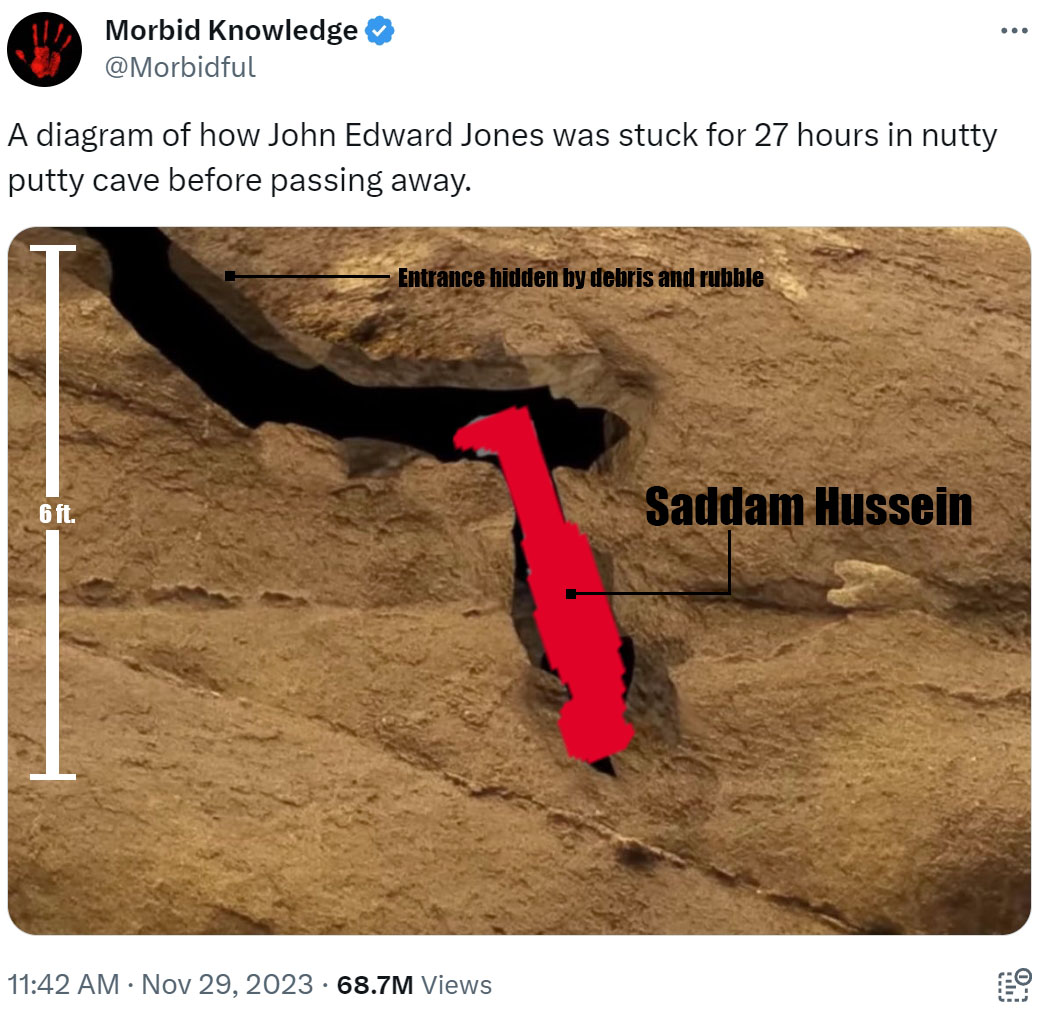 Morbid Knowledge
@Morbidful
A diagram of how John Edward Jones was stuck for 27 hours in nutty
putty cave before passing away.
Entrance hidden by debris and rubble
Saddam Hussein
6 ft.
11:42 AM · Nov 29, 2023 · 68.7M Views